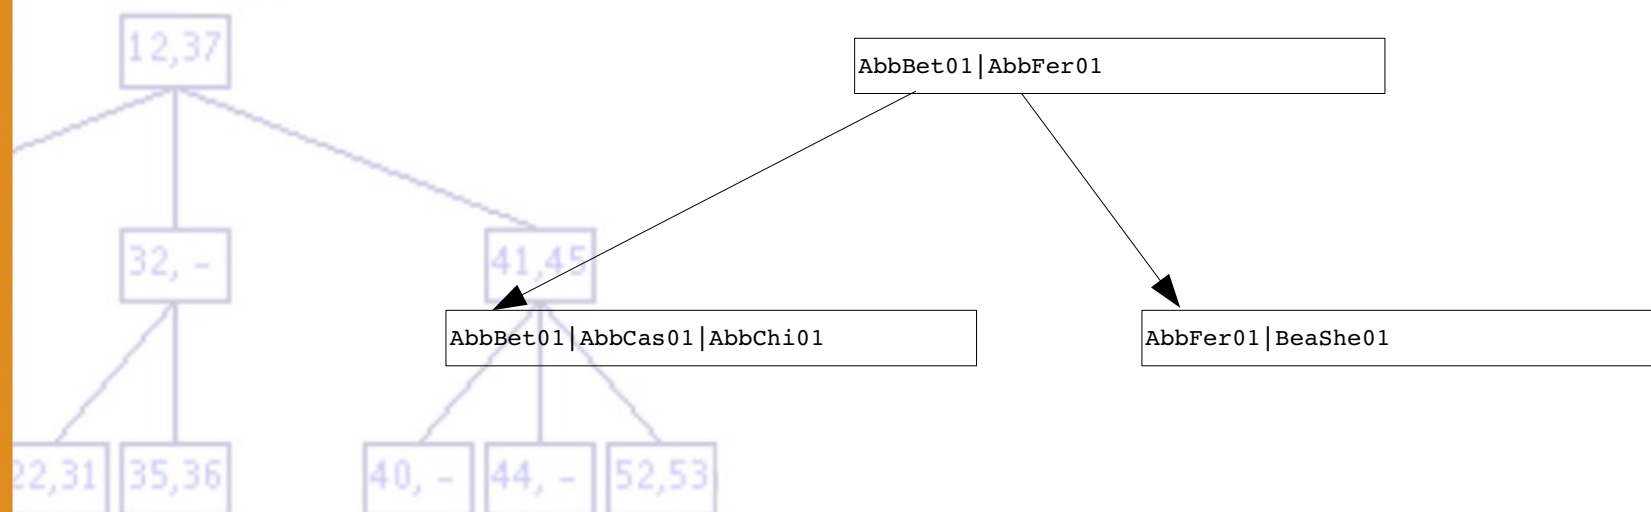 12,37
AbbBet01|AbbFer01
32, -
41,45
AbbBet01|AbbCas01|AbbChi01
AbbFer01|BeaShe01
22,31
35,36
40, -
44, -
52,53